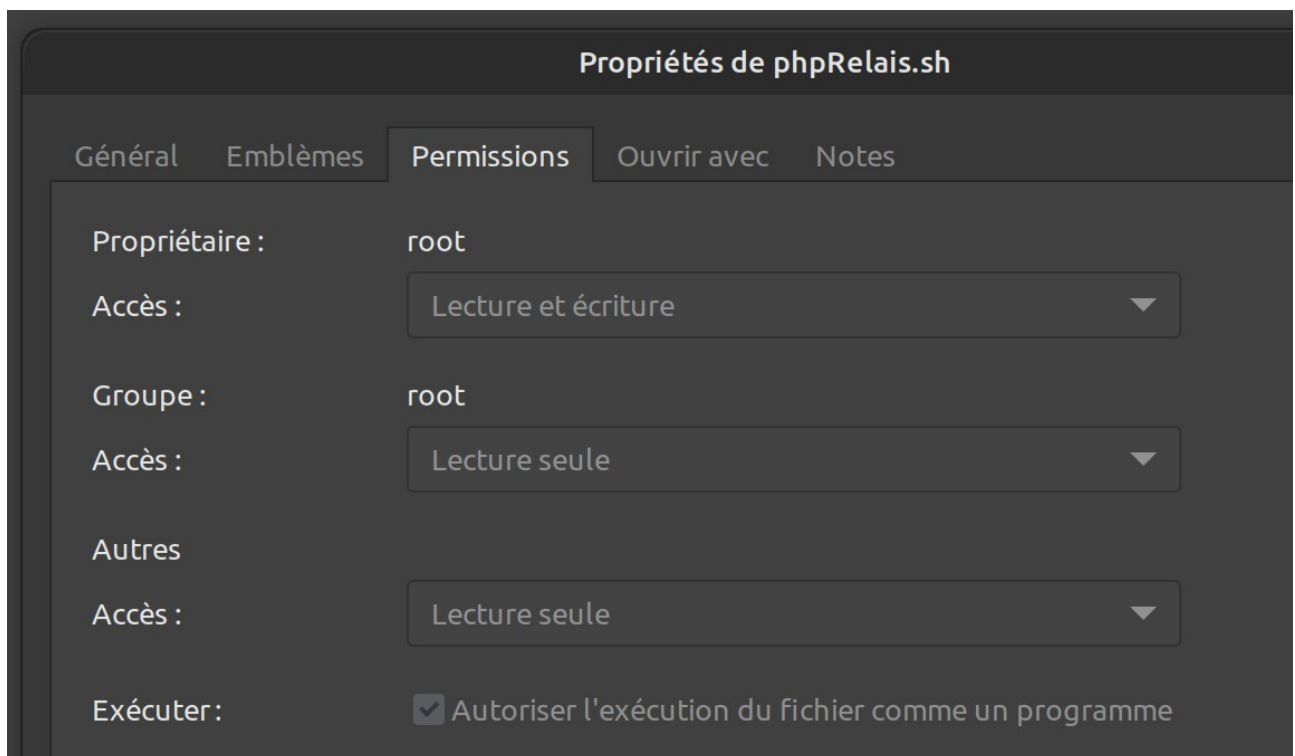 Propriétés de phpRelais.sh
Général Emblèmes Permissions Ouvrir avec Notes
Propriétaire : root
Accès : Lecture et écriture
Groupe : root
Accès : Lecture seule
Autres
Accès : Lecture seule
Exécuter : Autoriser l'exécution du fichier comme un programme